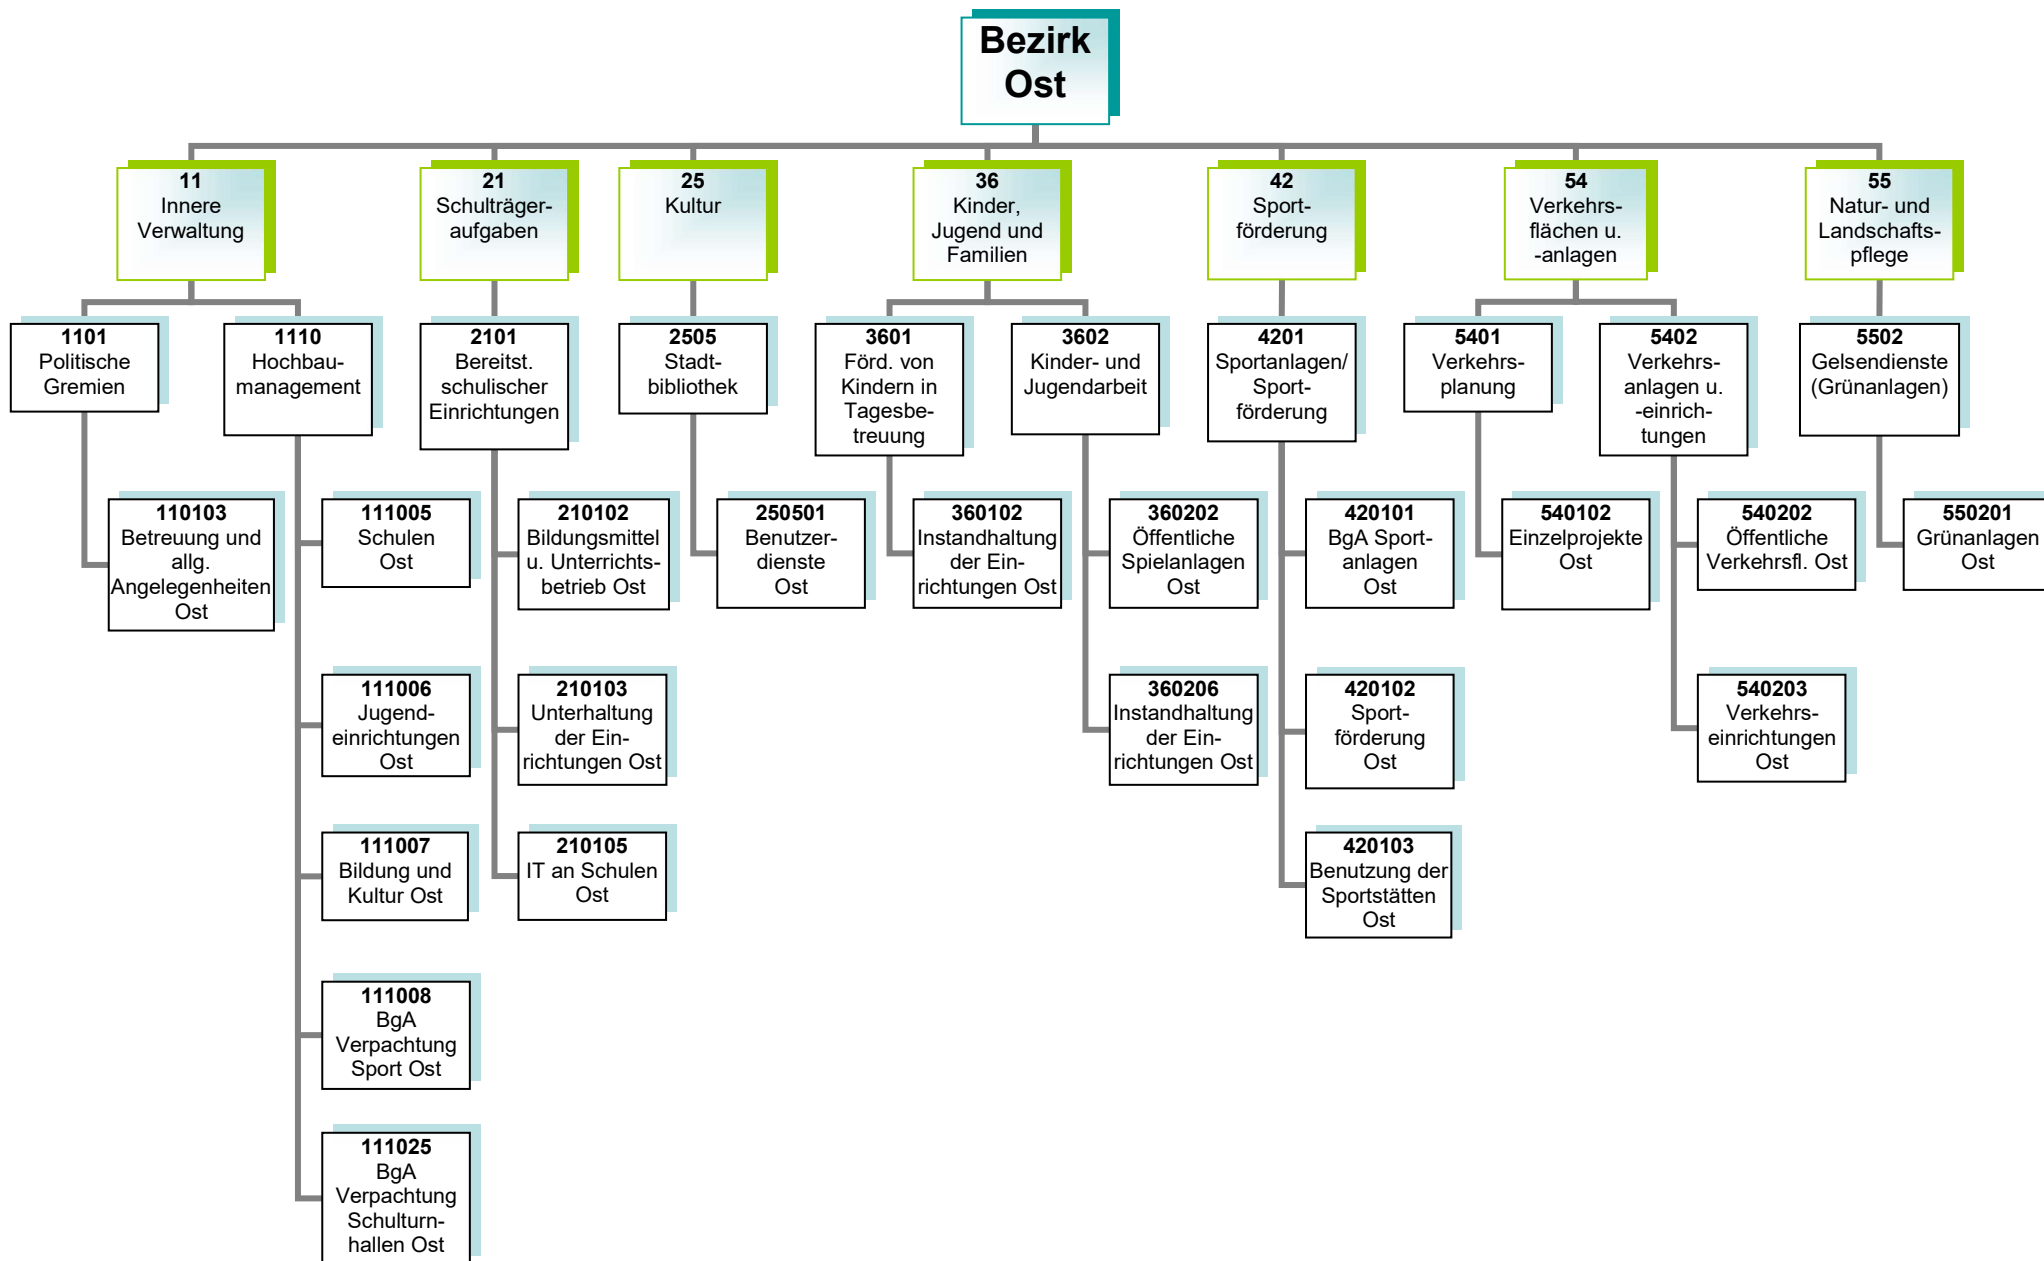 Bezirk
Ost
11
Innere
Verwaltung
21
Schulträger-
aufgaben
25
Kultur
36
Kinder,
Jugend und
Familien
42
Sport-
förderung
54
Verkehrs-
flächen u.
-anlagen
55
Natur- und
Landschafts-
pflege
1101
Politische
Gremien
1110
Hochbau-
management
2101
Bereitst.
schulischer
Einrichtungen
2505
Stadt-
bibliothek
3601
Förd. von
Kindern in
Tagesbe-
treuung
3602
Kinder- und
Jugendarbeit
4201
Sportanlagen/
Sport-
förderung
5401
Verkehrs-
planung
5402
Verkehrs-
anlagen u.
-einrich-
tungen
5502
Gelsendienste
(Grünanlagen)
110103
Betreuung und
allg.
Angelegenheiten
Ost
111005
Schulen
Ost
210102
Bildungsmittel
u. Unterrichts-
betrieb Ost
250501
Benutzer-
dienste
Ost
360102
Instandhaltung
der Ein-
richtungen Ost
360202
Öffentliche
Spielanlagen
Ost
420101
BgA Sport-
anlagen
Ost
540102
Einzelprojekte
Ost
540202
Öffentliche
Verkehrsfl. Ost
550201
Grünanlagen
Ost
111006
Jugend-
einrichtungen
Ost
210103
Unterhaltung
der Ein-
richtungen Ost
360206
Instandhaltung
der Ein-
richtungen Ost
420102
Sport-
förderung
Ost
540203
Verkehrs-
einrichtungen
Ost
111007
Bildung und
Kultur Ost
210105
IT an Schulen
Ost
420103
Benutzung der
Sportstätten
Ost
111008
BgA
Verpachtung
Sport Ost
111025
BgA
Verpachtung
Schulturn-
hallen Ost